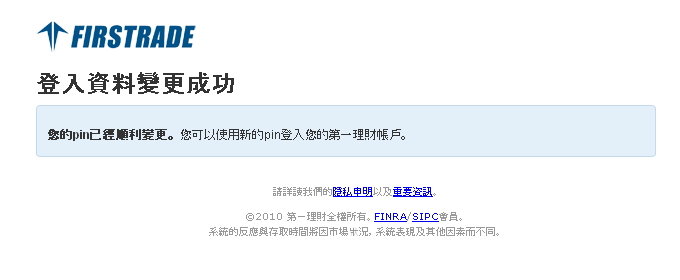 FIRSTRADE
登入資料變更成功
您的pin已經順利變更。您可以使用新的pin登入您的第一理財帳戶。
請詳讀我們的隱私申明以及重要資訊。
©2010 第一理財全權所有。FINRA/SIPC會員。
系統的反應與存取時間將因市場狀況, 系統表現及其他因素而不同。